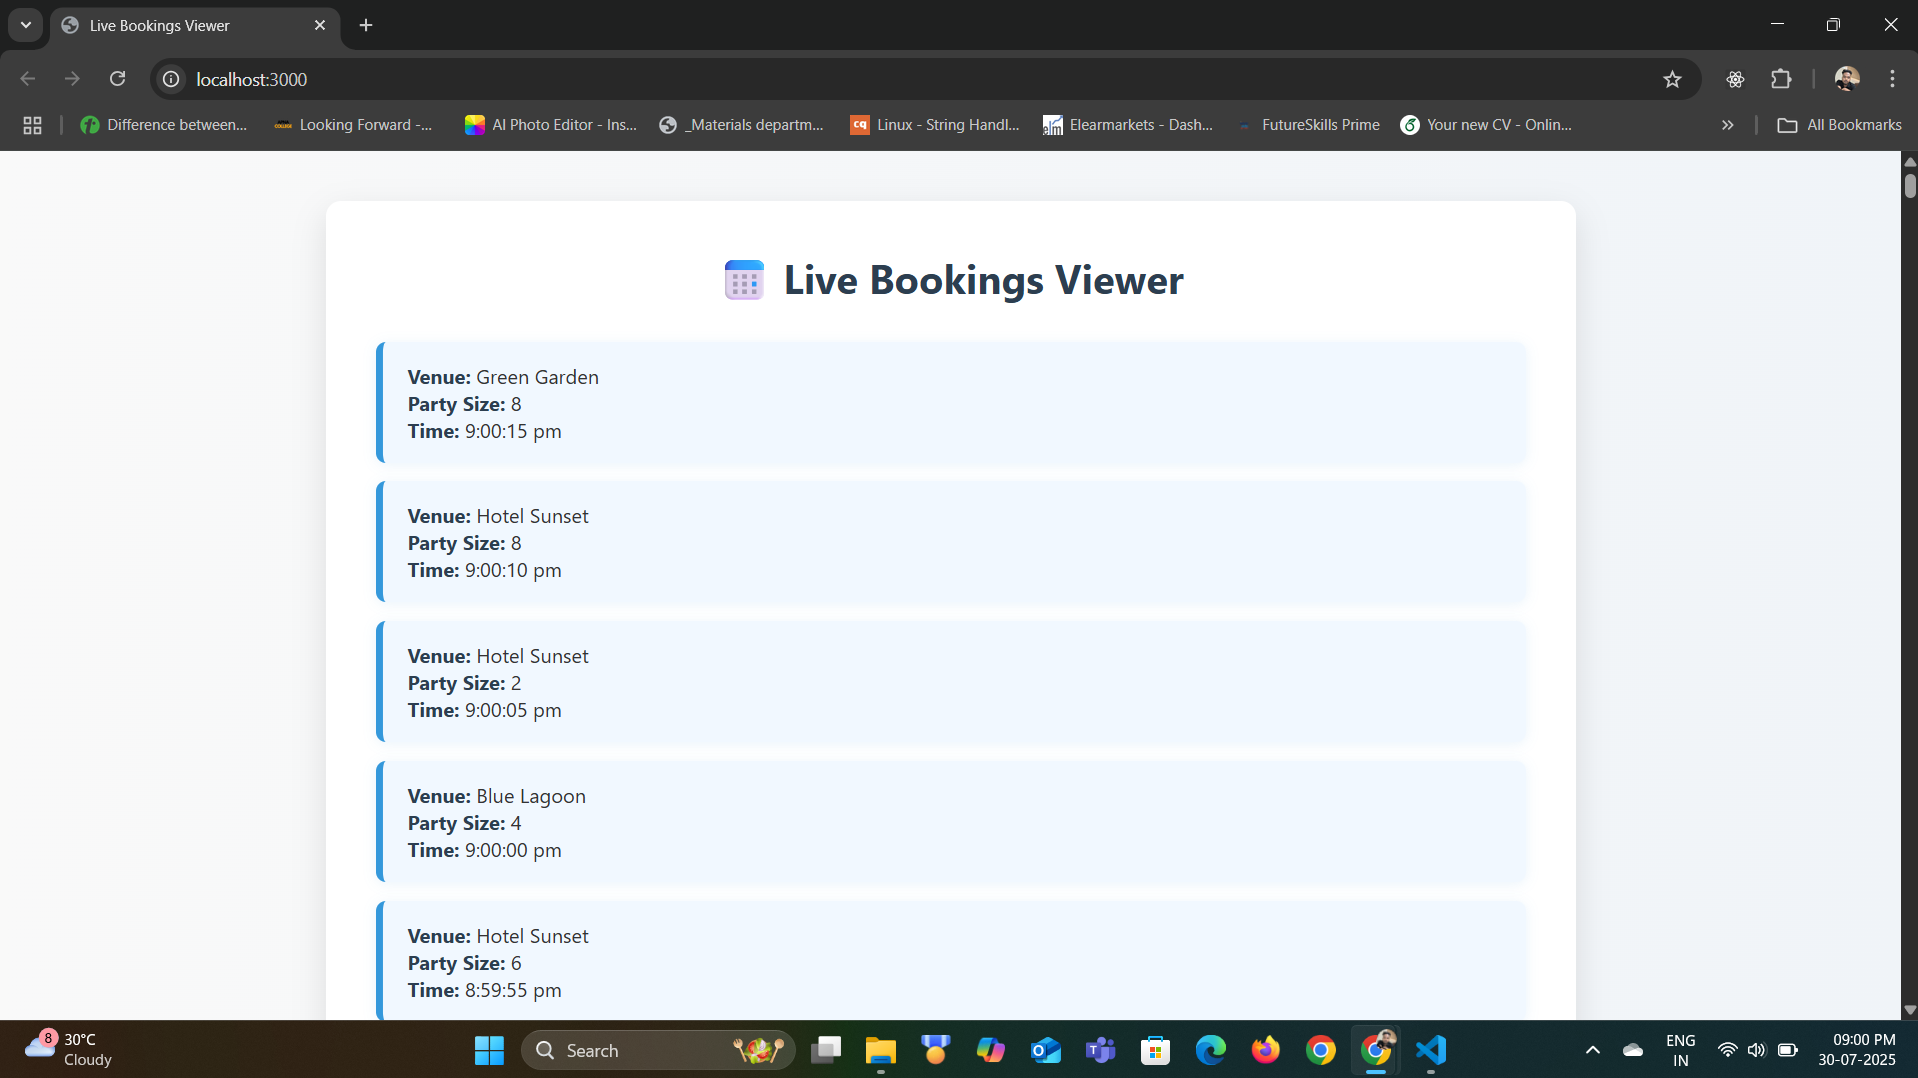 Live Bookings Viewer
localhost:3000
Difference between...
Looking Forward -...
AI Photo Editor - Ins...
_Materials departm...
cq
Linux - String Handl...
elm
Elearmarkets - Dash...
FutureSkills Prime
Your new CV - Onlin...
All Bookmarks
Live Bookings Viewer
Venue: Green Garden
Party Size: 8
Time: 9:00:15 pm
Venue: Hotel Sunset
Party Size: 8
Time: 9:00:10 pm
Venue: Hotel Sunset
Party Size: 2
Time: 9:00:05 pm
Venue: Blue Lagoon
Party Size: 4
Time: 9:00:00 pm
Venue: Hotel Sunset
Party Size: 6
Time: 8:59:55 pm
8
30°C
Cloudy
Search
ENG
IN
09:00 PM
30-07-2025